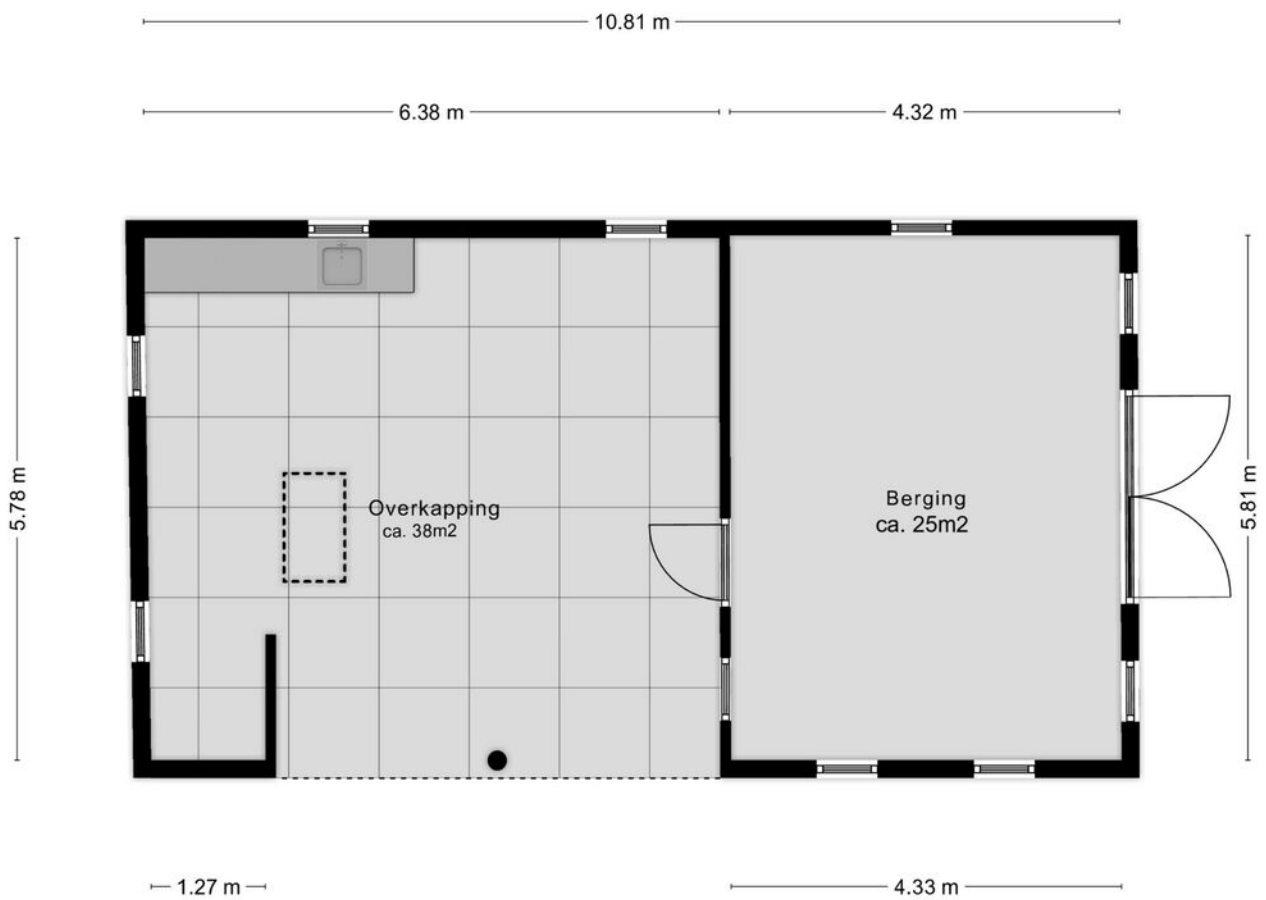 10.81 m
6.38 m
4.32 m
5.78 m
Overkapping
ca. 38m2
Berging
ca. 25m2
5.81 m
1.27 m
4.33 m